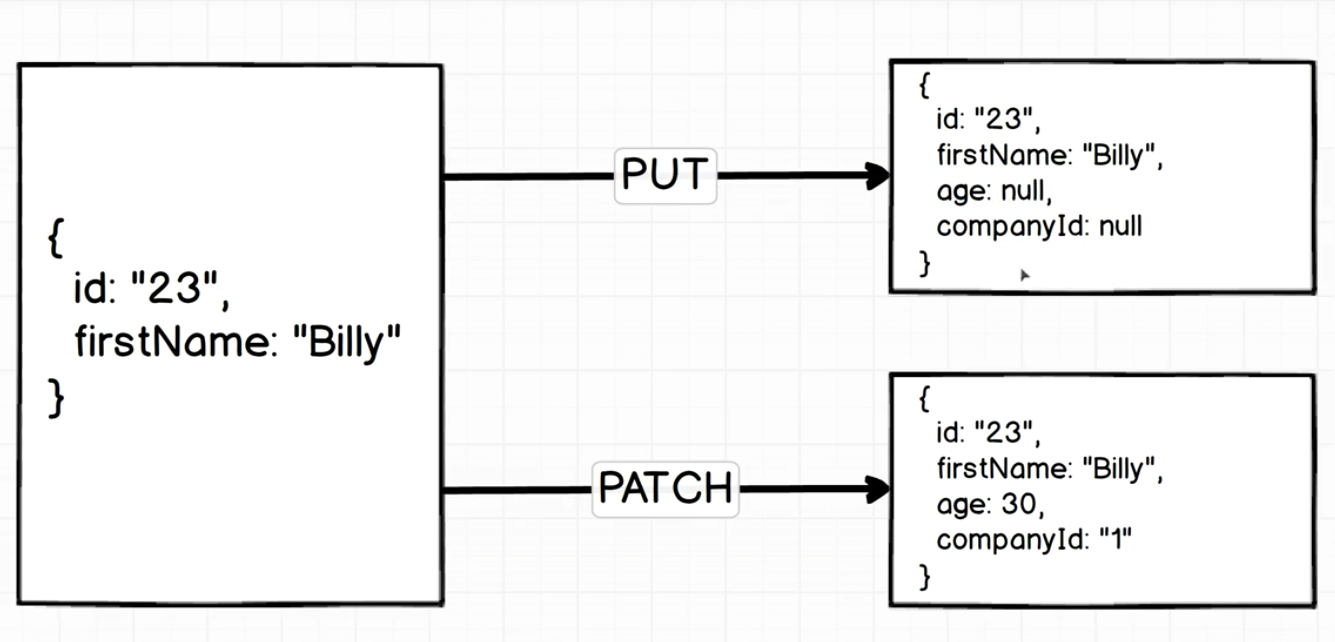 {
id: "23",
firstName: "Billy"
}
PUT
{
id: "23",
firstName: "Billy",
age: null,
companyId: null
}
PATCH
{
id: "23",
firstName: "Billy",
age: 30,
companyId: "1"
}